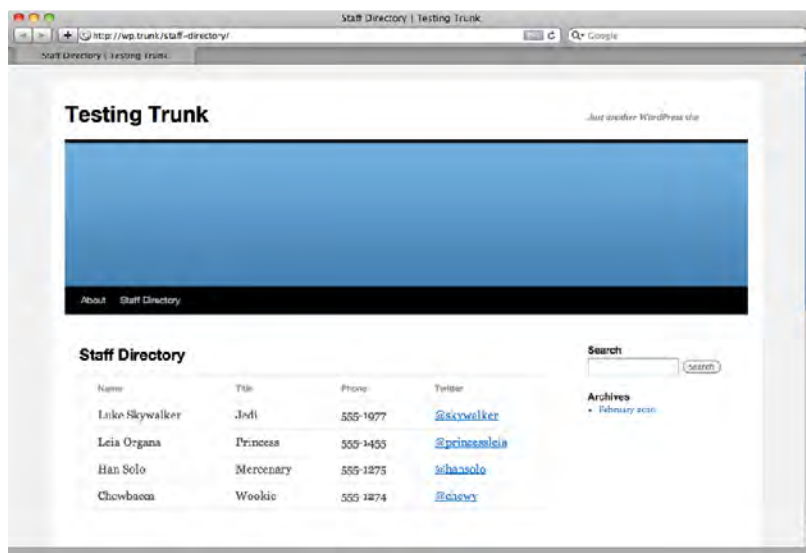 Staff Directory | Testing Trunk
http://wp.trunk/staff-directory/
Google
Staff Directory | Testing Trunk
Testing Trunk
Just another WordPress site
About Staff Directory
Staff Directory
Name Title Phone Twitter
Luke Skywalker Jedi 555-1977 @skywalker
Leia Organa Princess 555-1455 @princessleia
Han Solo Mercenary 555-1275 @hansolo
Chewbacca Wookie 555-1274 @chewy
Search
Search
Archives
February 2010